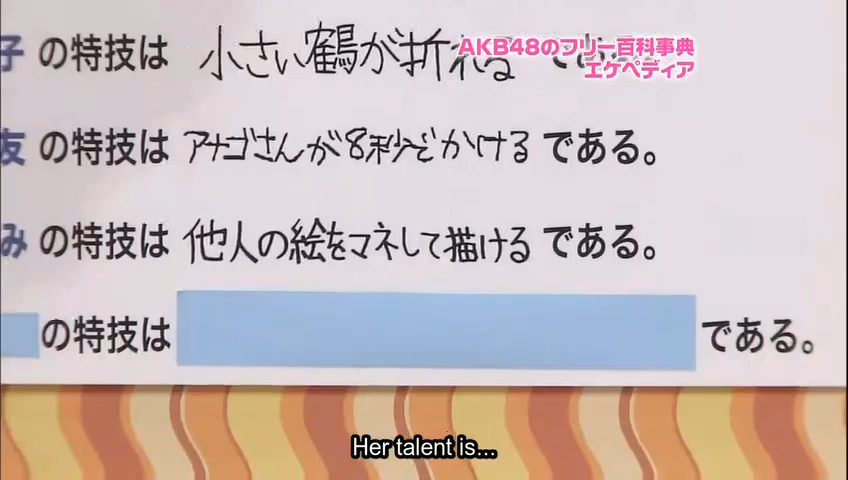 AKB48のフリー百科事典
エケペディア
子 の特技は 小さい鶴が折れる である。
友 の特技は アナゴさんが8秒でかける である。
み の特技は 他人の絵をマネして描ける である。
の特技は である。
Her talent is...